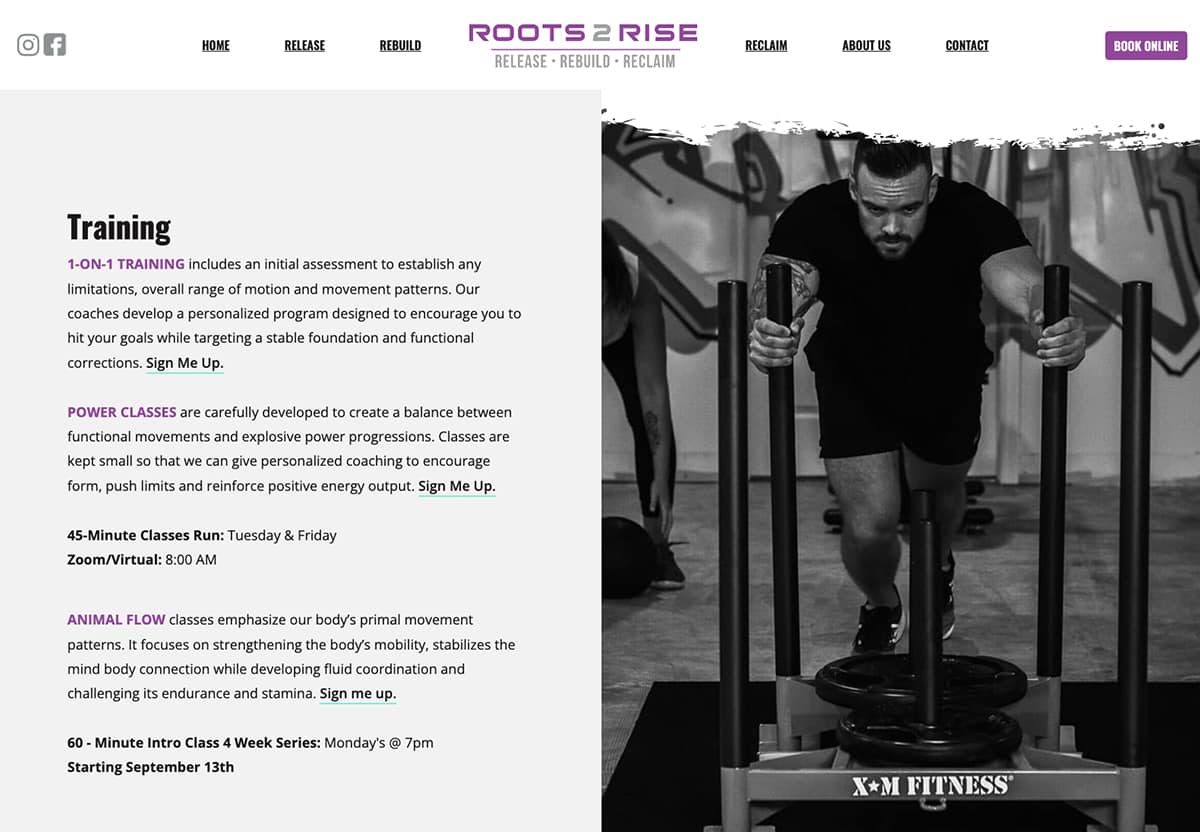 HOME
RELEASE
REBUILD
ROOTS 2 RISE
RELEASE • REBUILD • RECLAIM
RECLAIM
ABOUT US
CONTACT
BOOK ONLINE
Training
1-ON-1 TRAINING includes an initial assessment to establish any
limitations, overall range of motion and movement patterns. Our
coaches develop a personalized program designed to encourage you to
hit your goals while targeting a stable foundation and functional
corrections. Sign Me Up.
POWER CLASSES are carefully developed to create a balance between
functional movements and explosive power progressions. Classes are
kept small so that we can give personalized coaching to encourage
form, push limits and reinforce positive energy output. Sign Me Up.
45-Minute Classes Run: Tuesday & Friday
Zoom/Virtual: 8:00 AM
ANIMAL FLOW classes emphasize our body’s primal movement
patterns. It focuses on strengthening the body’s mobility, stabilizes the
mind body connection while developing fluid coordination and
challenging its endurance and stamina. Sign me up.
60 - Minute Intro Class 4 Week Series: Monday's @ 7pm
Starting September 13th
X★M FITNESS®